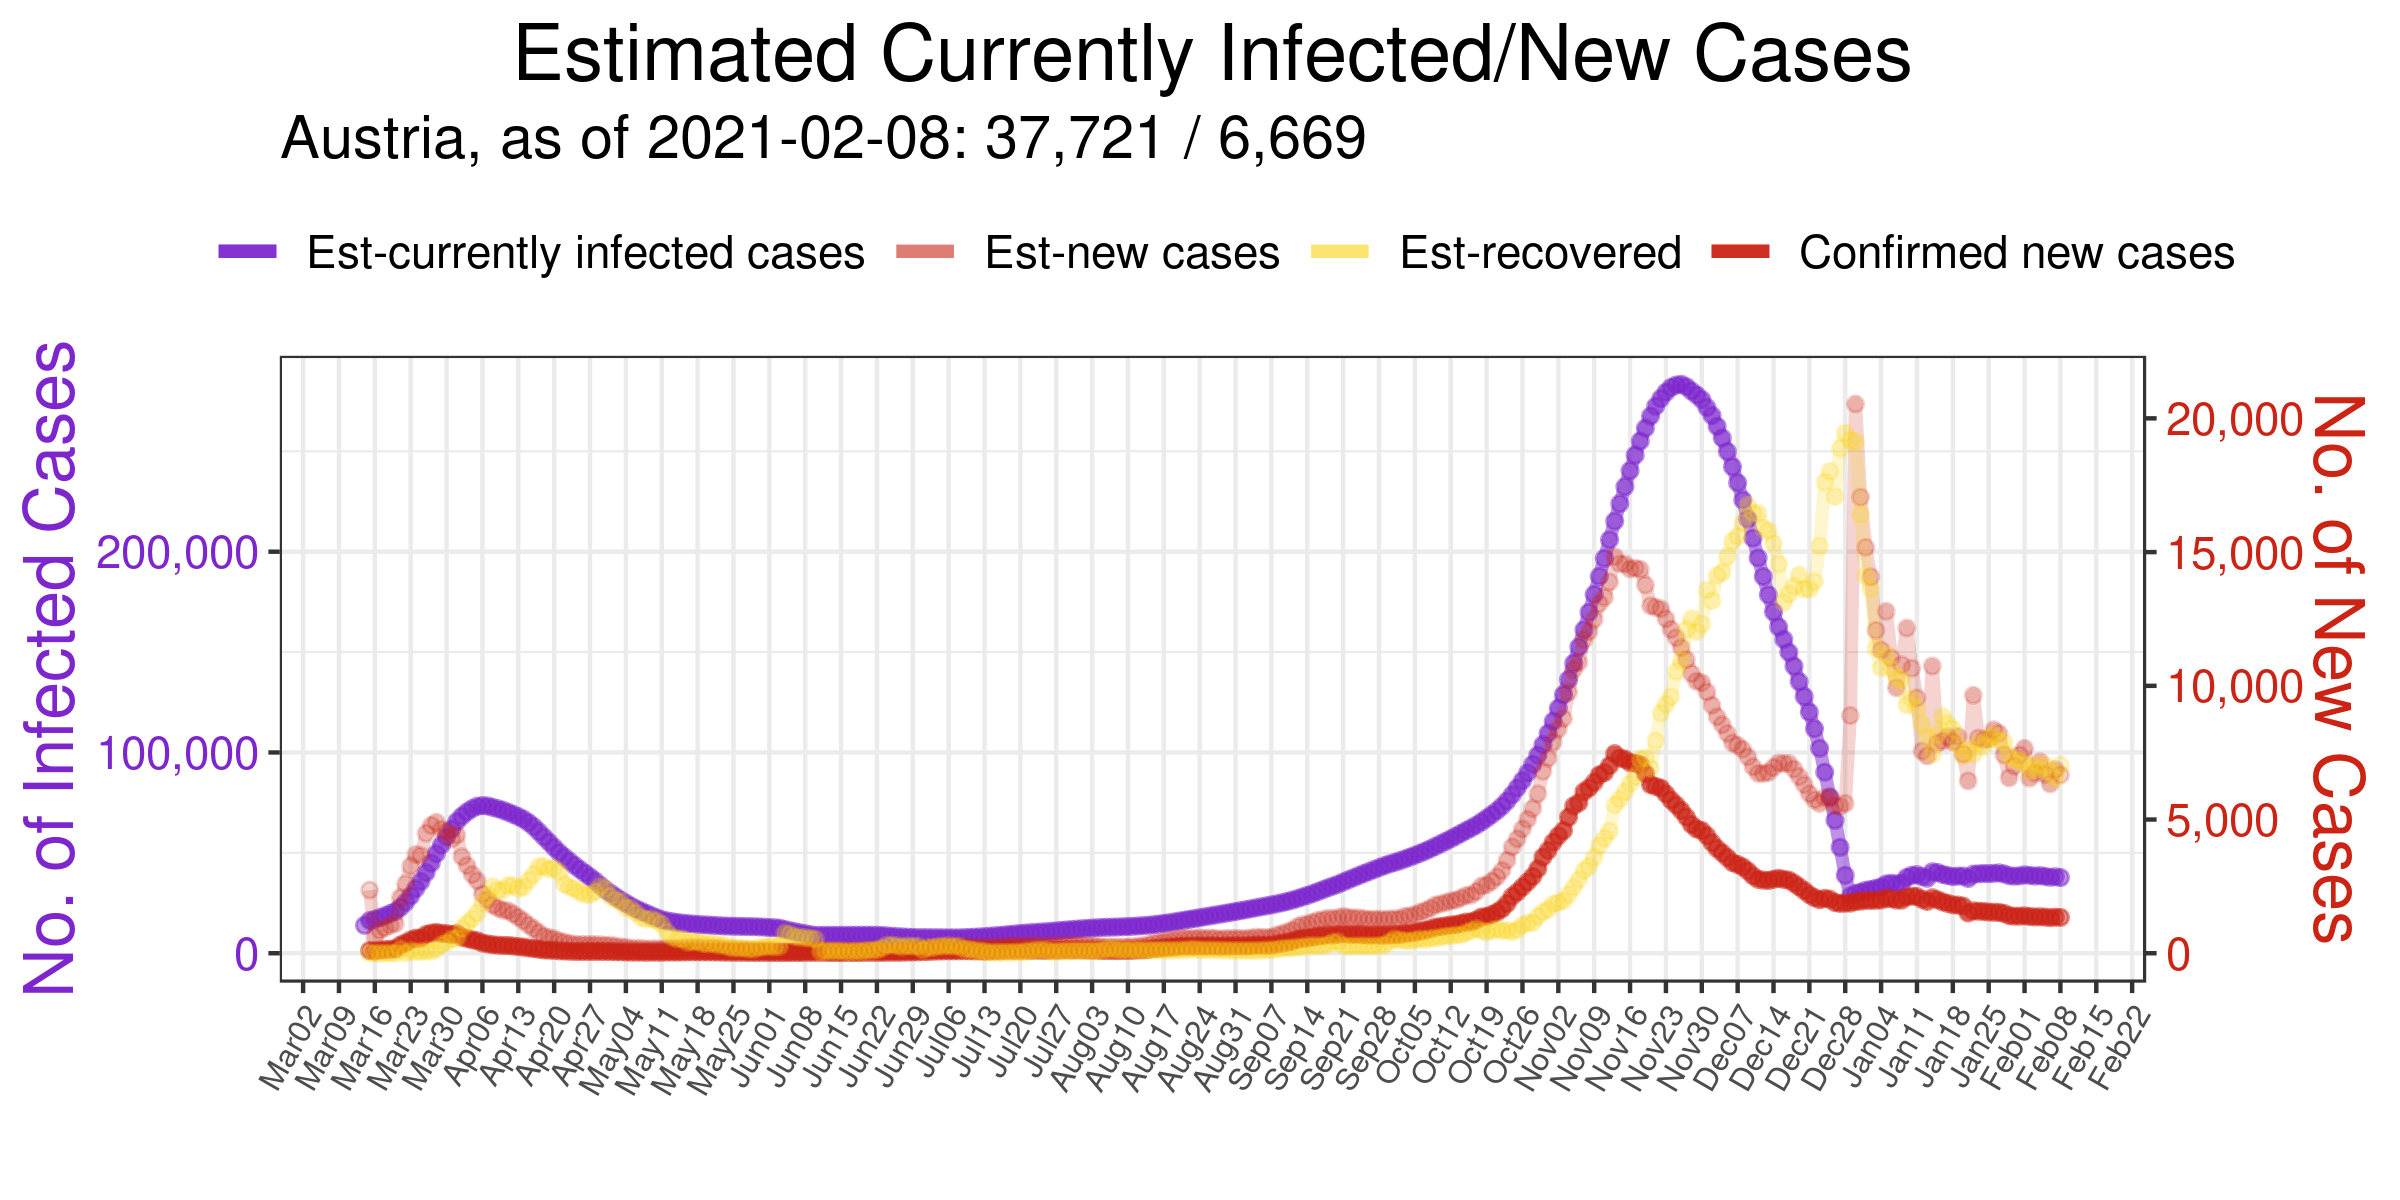 Estimated Currently Infected/New Cases
Austria, as of 2021-02-08: 37,721 / 6,669
Est-currently infected cases Est-new cases Est-recovered Confirmed new cases
No. of Infected Cases
200,000
100,000
0
20,000
15,000
10,000
5,000
0
No. of New Cases
Mar02 Mar09 Mar16 Mar23 Mar30 Apr06 Apr13 Apr20 Apr27 May04 May11 May18 May25 Jun01 Jun08 Jun15 Jun22 Jun29 Jul06 Jul13 Jul20 Jul27 Aug03 Aug10 Aug17 Aug24 Aug31 Sep07 Sep14 Sep21 Sep28 Oct05 Oct12 Oct19 Oct26 Nov02 Nov09 Nov16 Nov23 Nov30 Dec07 Dec14 Dec21 Dec28 Jan04 Jan11 Jan18 Jan25 Feb01 Feb08 Feb15 Feb22